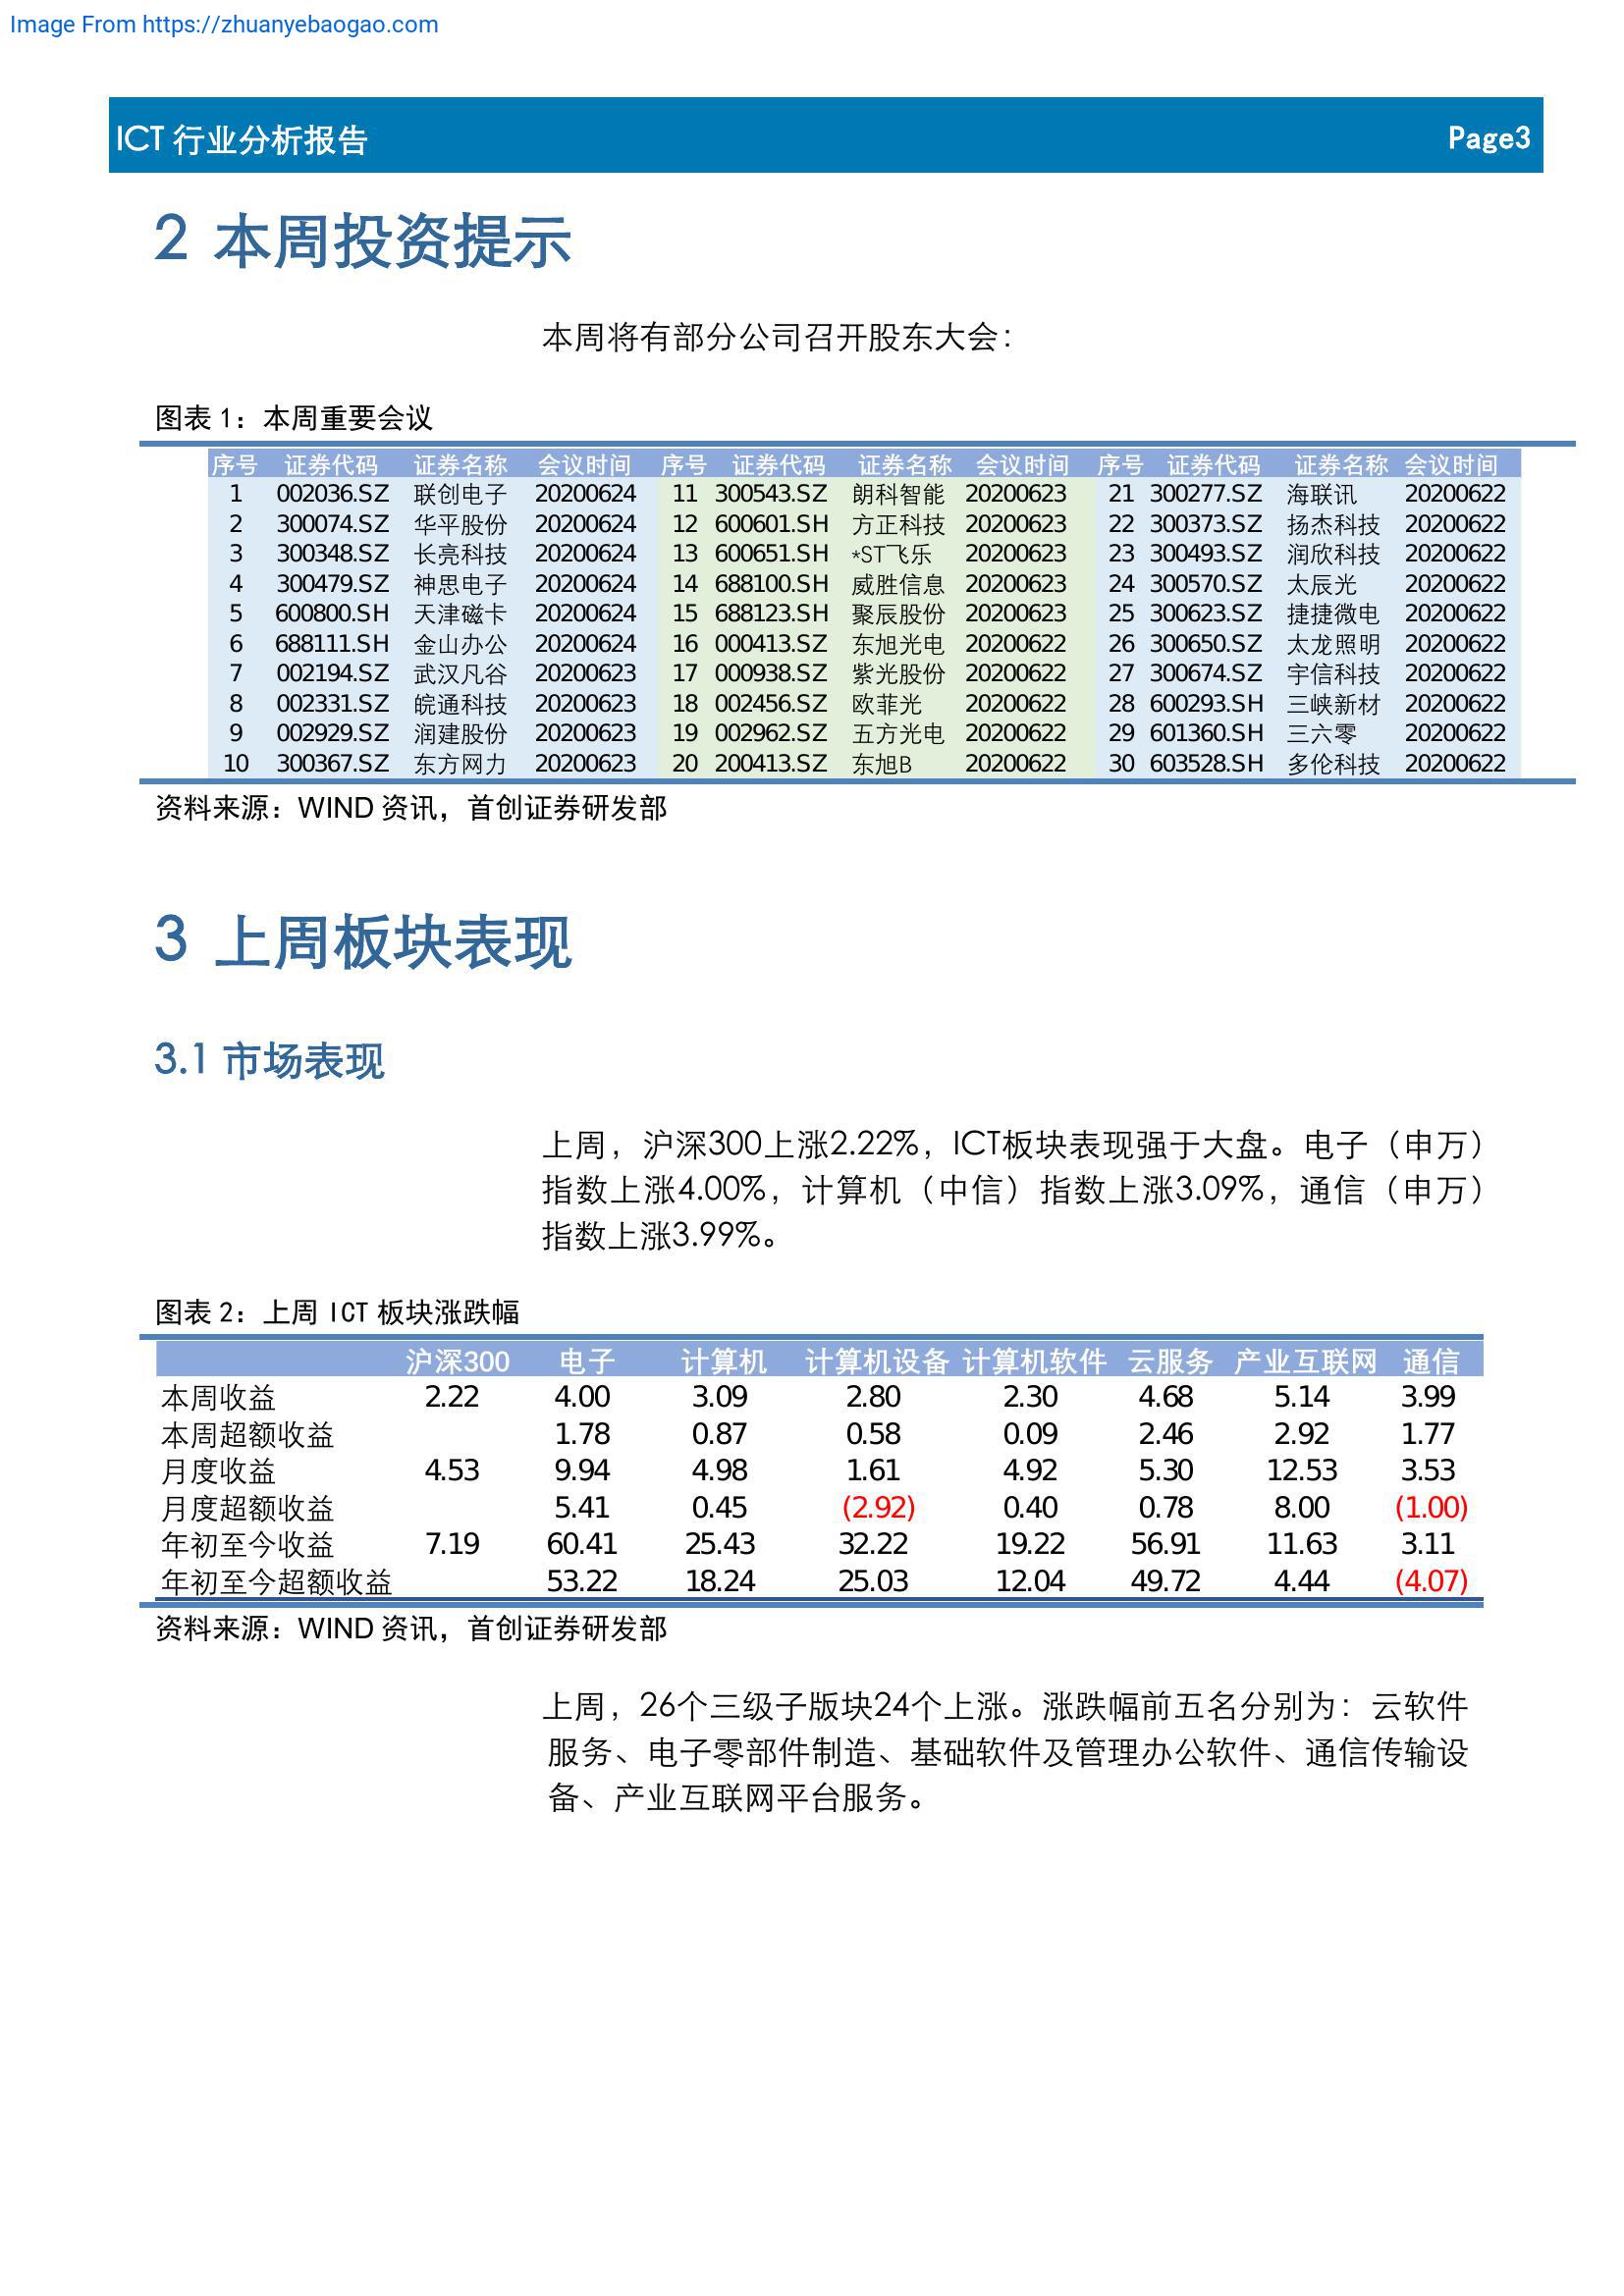 Image From https://zhuanyebaogao.com
ICT 行业分析报告 Page3
2 本周投资提示
本周将有部分公司召开股东大会：
图表 1：本周重要会议
序号 证券代码 证券名称 会议时间 序号 证券代码 证券名称 会议时间 序号 证券代码 证券名称 会议时间
1 002036.SZ 联创电子 20200624 11 300543.SZ 朗科智能 20200623 21 300277.SZ 海联讯 20200622
2 300074.SZ 华平股份 20200624 12 600601.SH 方正科技 20200623 22 300373.SZ 扬杰科技 20200622
3 300348.SZ 长亮科技 20200624 13 600651.SH *ST飞乐 20200623 23 300493.SZ 润欣科技 20200622
4 300479.SZ 神思电子 20200624 14 688100.SH 威胜信息 20200623 24 300570.SZ 太辰光 20200622
5 600800.SH 天津磁卡 20200624 15 688123.SH 聚辰股份 20200623 25 300623.SZ 捷捷微电 20200622
6 688111.SH 金山办公 20200624 16 000413.SZ 东旭光电 20200622 26 300650.SZ 太龙照明 20200622
7 002194.SZ 武汉凡谷 20200623 17 000938.SZ 紫光股份 20200622 27 300674.SZ 宇信科技 20200622
8 002331.SZ 皖通科技 20200623 18 002456.SZ 欧菲光 20200622 28 600293.SH 三峡新材 20200622
9 002929.SZ 润建股份 20200623 19 002962.SZ 五方光电 20200622 29 601360.SH 三六零 20200622
10 300367.SZ 东方网力 20200623 20 200413.SZ 东旭B 20200622 30 603528.SH 多伦科技 20200622
资料来源：WIND 资讯，首创证券研发部
3 上周板块表现
3.1 市场表现
上周，沪深300上涨2.22%，ICT板块表现强于大盘。电子（申万）
指数上涨4.00%，计算机（中信）指数上涨3.09%，通信（申万）
指数上涨3.99%。
图表 2：上周 ICT 板块涨跌幅
沪深300 电子 计算机 计算机设备 计算机软件 云服务 产业互联网 通信
本周收益 2.22 4.00 3.09 2.80 2.30 4.68 5.14 3.99
本周超额收益 1.78 0.87 0.58 0.09 2.46 2.92 1.77
月度收益 4.53 9.94 4.98 1.61 4.92 5.30 12.53 3.53
月度超额收益 5.41 0.45 (2.92) 0.40 0.78 8.00 (1.00)
年初至今收益 7.19 60.41 25.43 32.22 19.22 56.91 11.63 3.11
年初至今超额收益 53.22 18.24 25.03 12.04 49.72 4.44 (4.07)
资料来源：WIND 资讯，首创证券研发部
上周，26个三级子版块24个上涨。涨跌幅前五名分别为：云软件
服务、电子零部件制造、基础软件及管理办公软件、通信传输设
备、产业互联网平台服务。